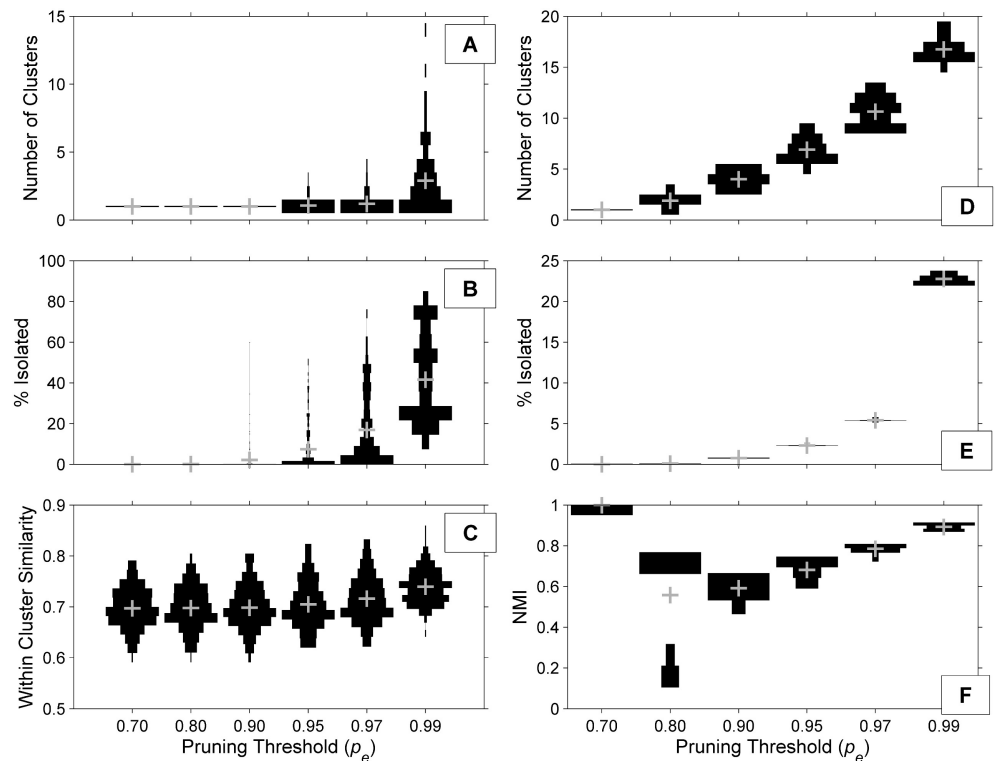 A
Number of Clusters
15
10
5
0
D
Number of Clusters
20
15
10
5
0
B
% Isolated
100
80
60
40
20
0
E
% Isolated
25
20
15
10
5
0
C
Within Cluster Similarity
0.9
0.8
0.7
0.6
0.5
0.70 0.80 0.90 0.95 0.97 0.99
Pruning Threshold (pe)
F
NMI
1
0.8
0.6
0.4
0.2
0
0.70 0.80 0.90 0.95 0.97 0.99
Pruning Threshold (pe)